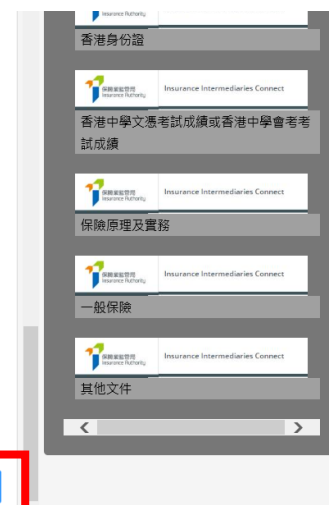 香港身份證
保險業監管局
Insurance Authority
Insurance Intermediaries Connect
香港中學文憑考試成績或香港中學會考考
試成績
保險業監管局
Insurance Authority
Insurance Intermediaries Connect
保險原理及實務
保險業監管局
Insurance Authority
Insurance Intermediaries Connect
一般保險
保險業監管局
Insurance Authority
Insurance Intermediaries Connect
其他文件